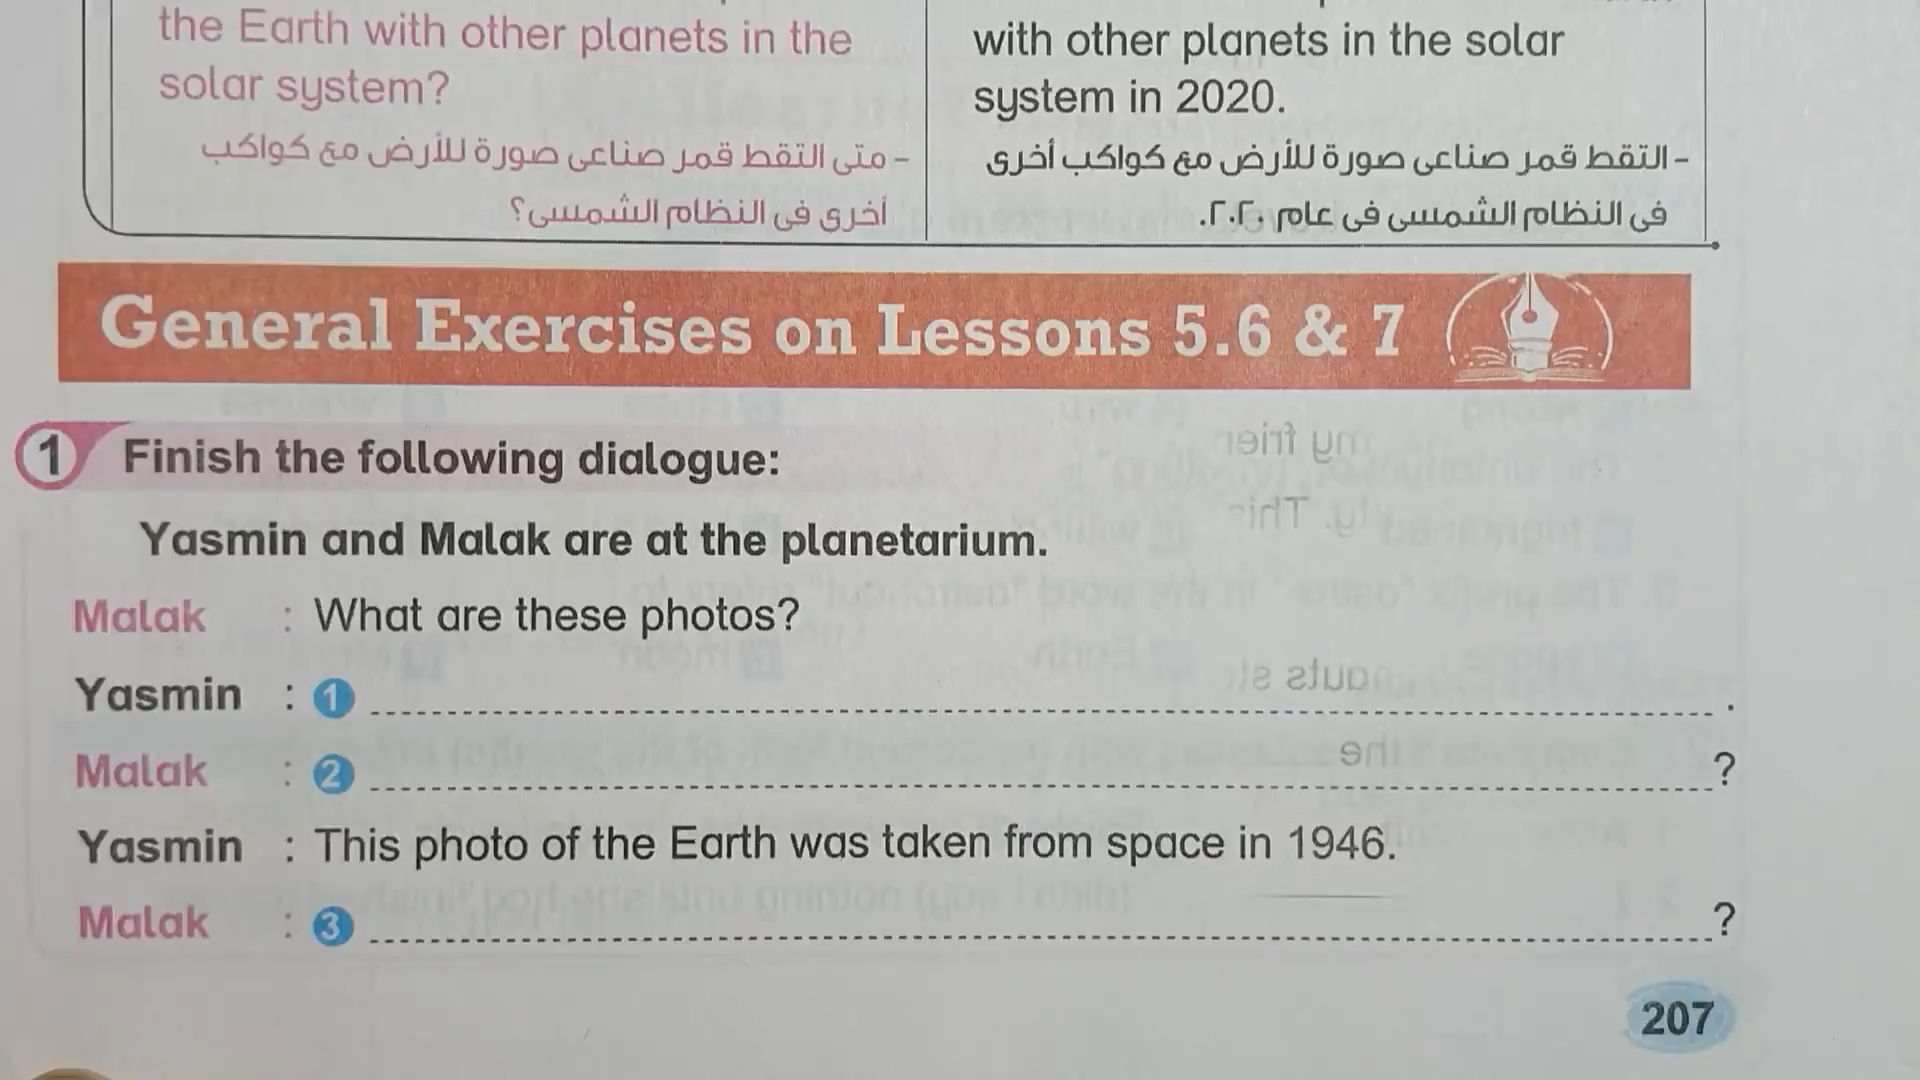 the Earth with other planets in the
solar system?
- متى التقط قمر صناعى صورة للأرض مع كواكب
أخرى فى النظام الشمسى؟
with other planets in the solar
system in 2020.
- التقط قمر صناعى صورة للأرض مع كواكب أخرى
فى النظام الشمسى فى عام ٢٠٢٠.
General Exercises on Lessons 5.6 & 7
1 Finish the following dialogue:
Yasmin and Malak are at the planetarium.
Malak : What are these photos?
Yasmin : 1 .
Malak : 2 ?
Yasmin : This photo of the Earth was taken from space in 1946.
Malak : 3 ?
207